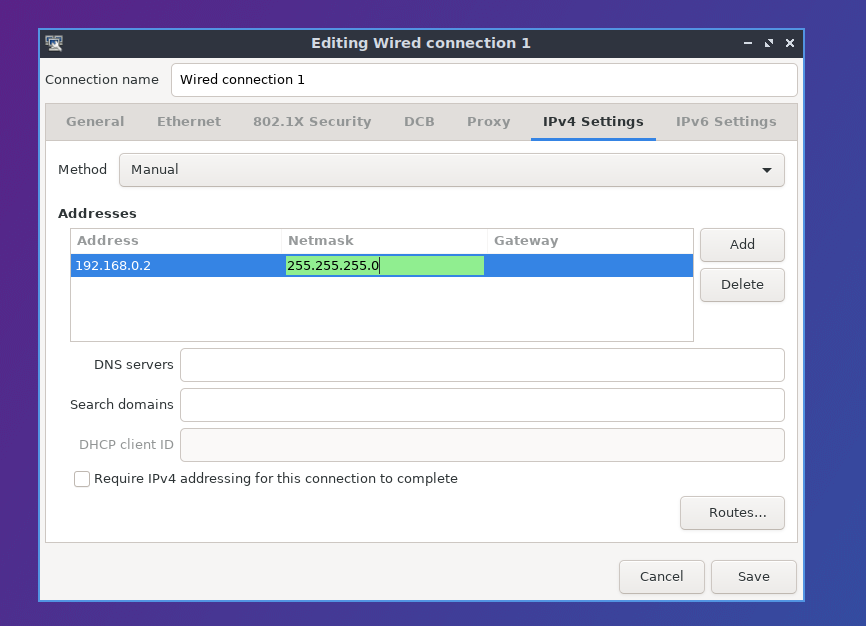 Editing Wired connection 1
Connection name Wired connection 1
General Ethernet 802.1X Security DCB Proxy IPv4 Settings IPv6 Settings
Method Manual
Addresses
Address Netmask Gateway
192.168.0.2 255.255.255.0
Add
Delete
DNS servers
Search domains
DHCP client ID
Require IPv4 addressing for this connection to complete
Routes...
Cancel Save